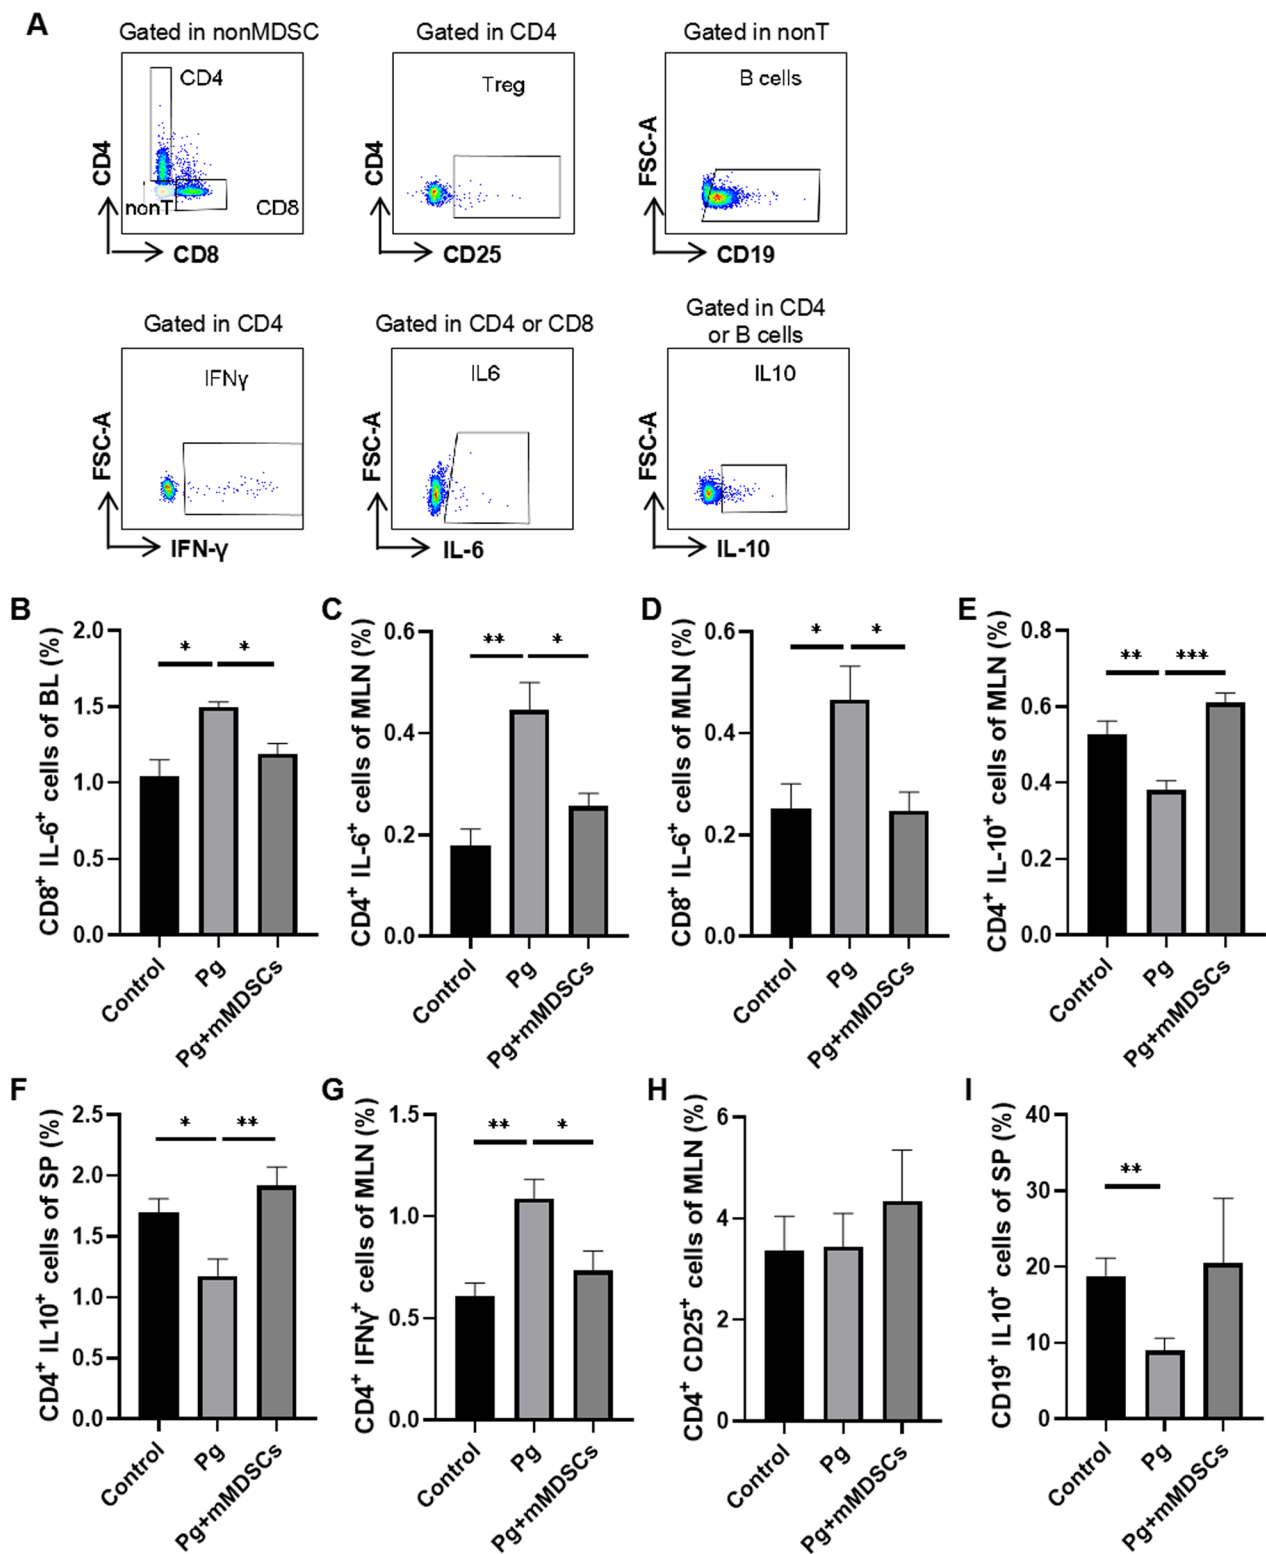 A
Gated in nonMDSC
CD4
nonT
CD8
CD4
CD8
Gated in CD4
Treg
CD4
CD25
Gated in nonT
B cells
FSC-A
CD19
Gated in CD4
IFNγ
FSC-A
IFN-γ
Gated in CD4 or CD8
IL6
FSC-A
IL-6
Gated in CD4
or B cells
IL10
FSC-A
IL-10
B
CD8+ IL-6+ cells of BL (%)
2.0
1.5
1.0
0.5
0.0
*
*
Control
Pg
Pg+mMDSCs
C
CD4+ IL-6+ cells of MLN (%)
0.6
0.4
0.2
0.0
**
*
Control
Pg
Pg+mMDSCs
D
CD8+ IL-6+ cells of MLN (%)
0.6
0.4
0.2
0.0
*
*
Control
Pg
Pg+mMDSCs
E
CD4+ IL-10+ cells of MLN (%)
0.8
0.6
0.4
0.2
0.0
**
***
Control
Pg
Pg+mMDSCs
F
CD4+ IL10+ cells of SP (%)
2.5
2.0
1.5
1.0
0.5
0.0
*
**
Control
Pg
Pg+mMDSCs
G
CD4+ IFNγ+ cells of MLN (%)
1.5
1.0
0.5
0.0
**
*
Control
Pg
Pg+mMDSCs
H
CD4+ CD25+ cells of MLN (%)
6
4
2
0
Control
Pg
Pg+mMDSCs
I
CD19+ IL10+ cells of SP (%)
40
30
20
10
0
**
Control
Pg
Pg+mMDSCs